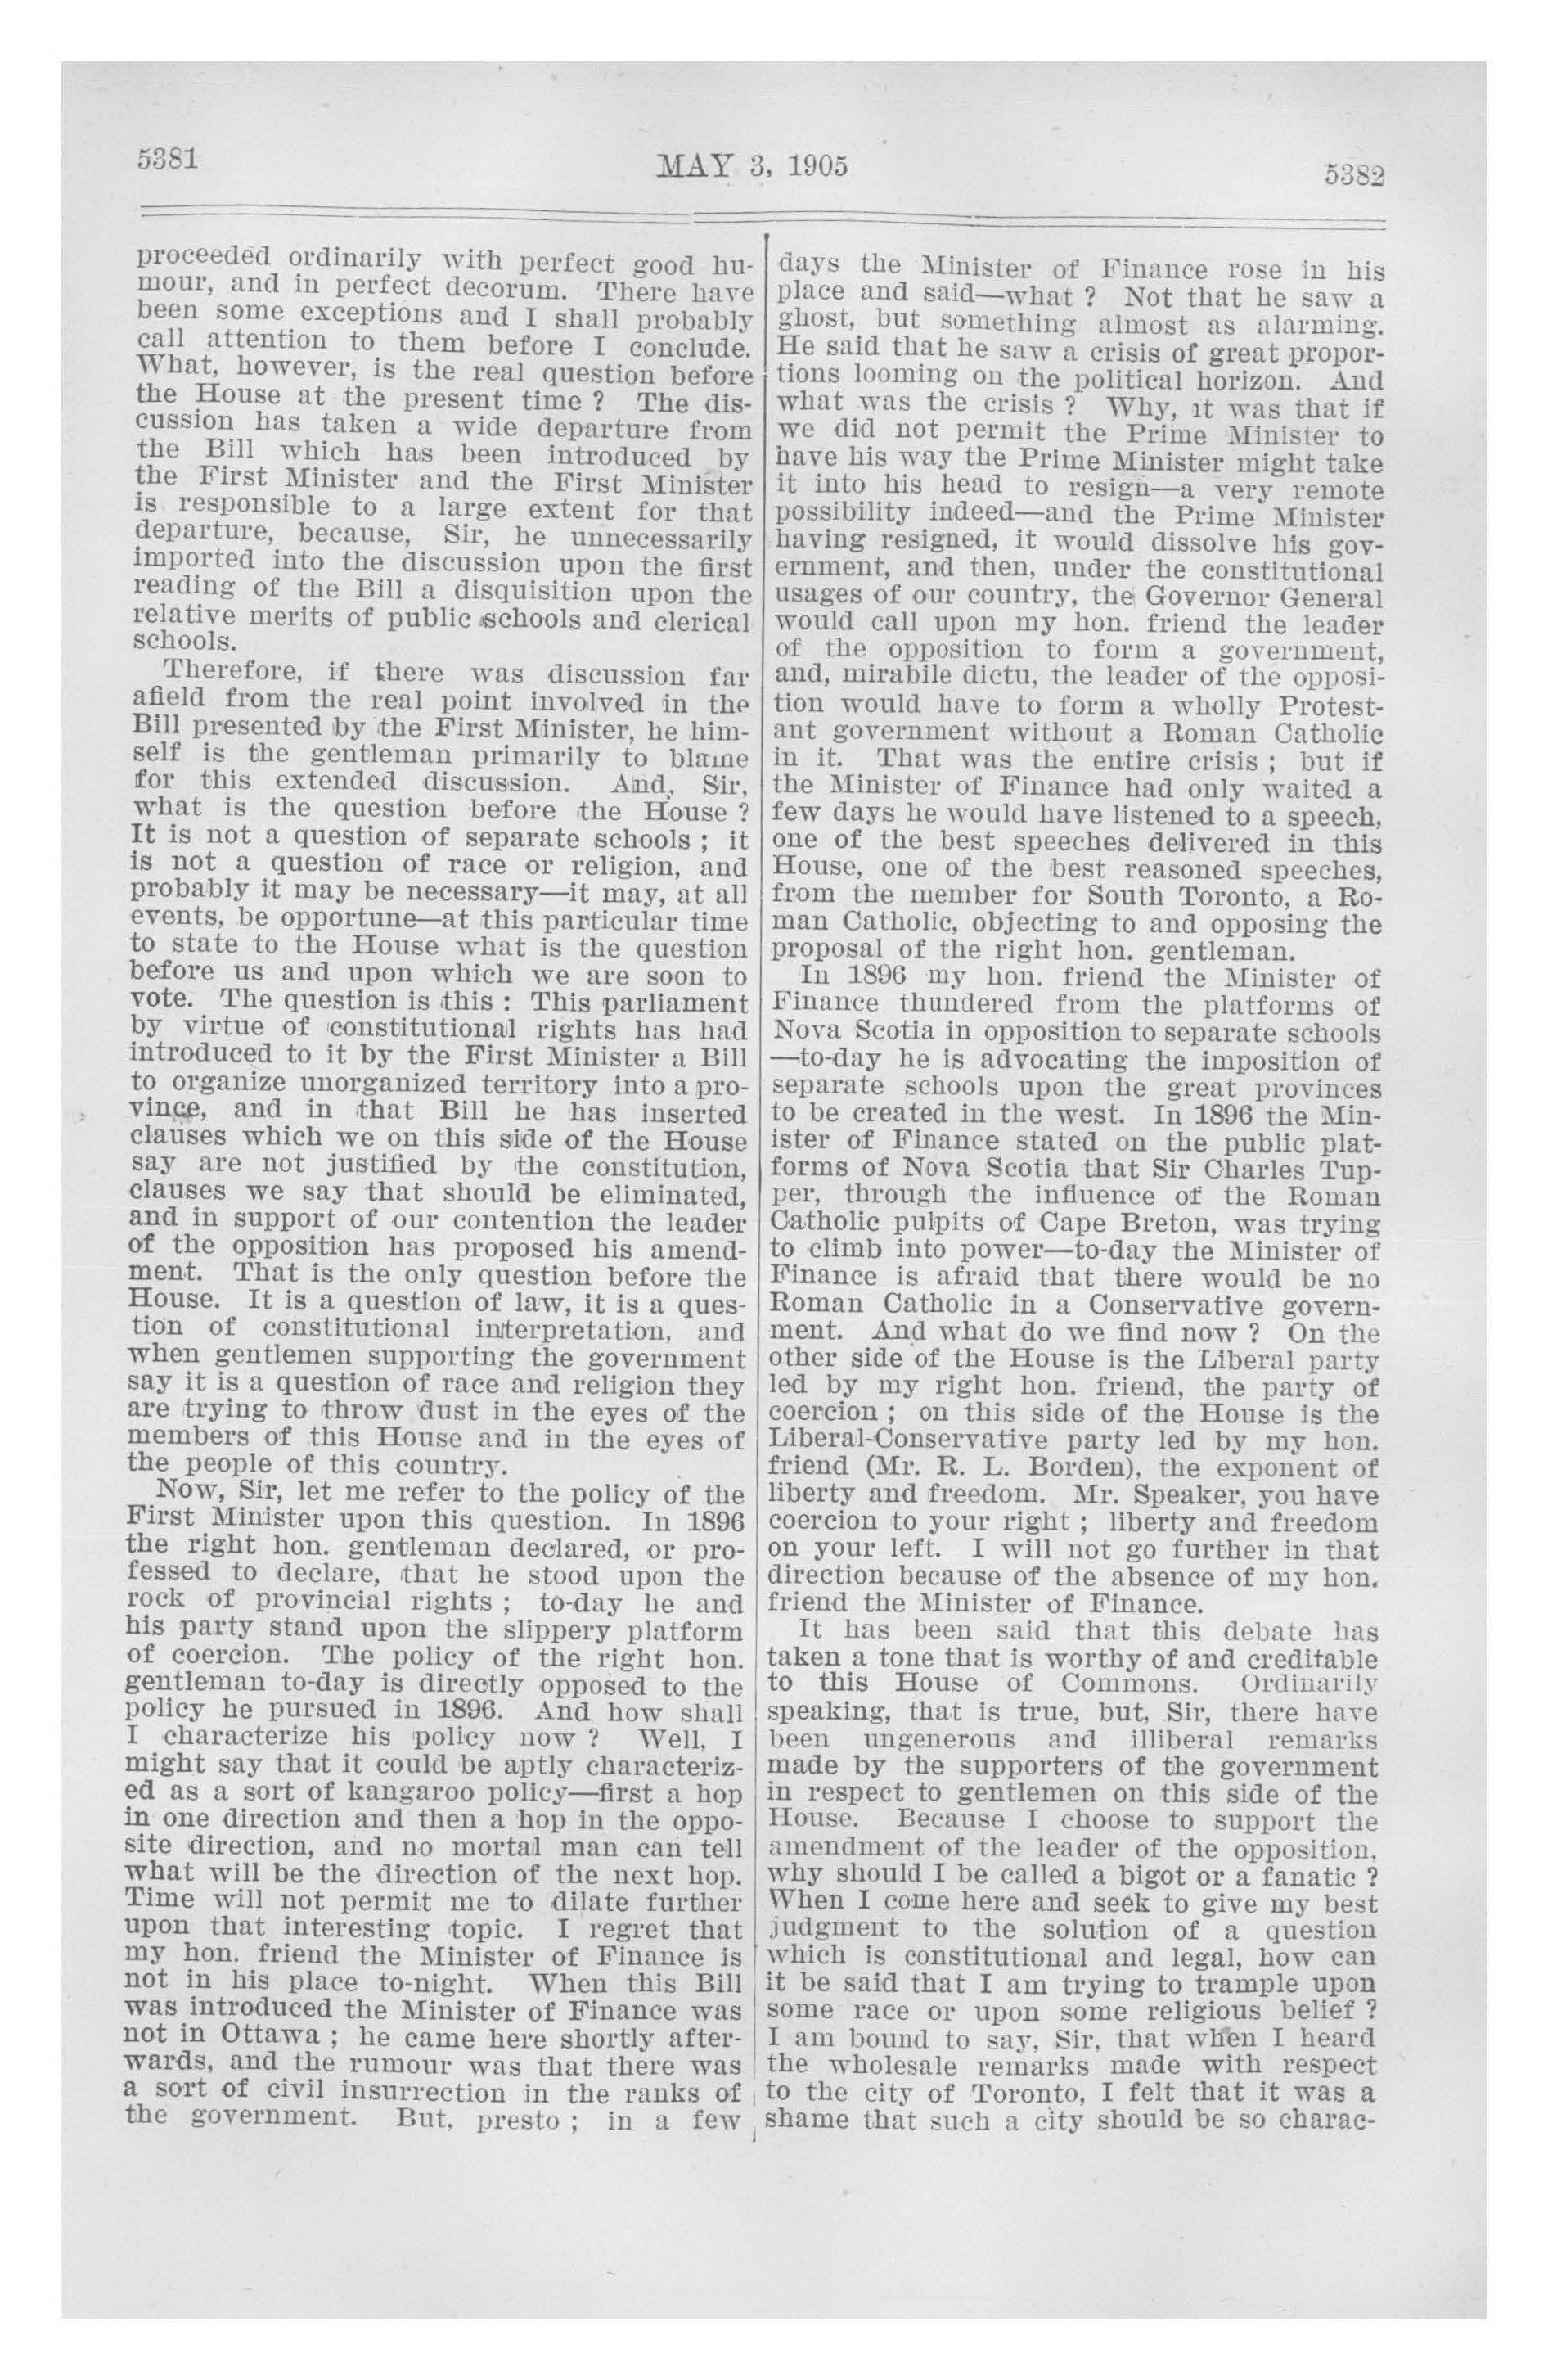 5381
MAY 3, 1905
5382
proceeded ordinarily with perfect good hu-
mour, and in perfect decorum. There have
been some exceptions and I shall probably
call attention to them before I conclude.
What, however, is the real question before
the House at the present time ? The dis-
cussion has taken a wide departure from
the Bill which has been introduced by
the First Minister and the First Minister
is responsible to a large extent for that
departure, because, Sir, he unnecessarily
imported into the discussion upon the first
reading of the Bill a disquisition upon the
relative merits of public schools and clerical
schools.
Therefore, if there was discussion far
afield from the real point involved in the
Bill presented by the First Minister, he him-
self is the gentleman primarily to blame
for this extended discussion. And, Sir,
what is the question before the House ?
It is not a question of separate schools ; it
is not a question of race or religion, and
probably it may be necessary—it may, at all
events, be opportune—at this particular time
to state to the House what is the question
before us and upon which we are soon to
vote. The question is this : This parliament
by virtue of constitutional rights has had
introduced to it by the First Minister a Bill
to organize unorganized territory into a pro-
vince, and in that Bill he has inserted
clauses which we on this side of the House
say are not justified by the constitution,
clauses we say that should be eliminated,
and in support of our contention the leader
of the opposition has proposed his amend-
ment. That is the only question before the
House. It is a question of law, it is a ques-
tion of constitutional interpretation, and
when gentlemen supporting the government
say it is a question of race and religion they
are trying to throw dust in the eyes of the
members of this House and in the eyes of
the people of this country.
Now, Sir, let me refer to the policy of the
First Minister upon this question. In 1896
the right hon. gentleman declared, or pro-
fessed to declare, that he stood upon the
rock of provincial rights ; to-day he and
his party stand upon the slippery platform
of coercion. The policy of the right hon.
gentleman to-day is directly opposed to the
policy he pursued in 1896. And how shall
I characterize his policy now ? Well, I
might say that it could be aptly characteriz-
ed as a sort of kangaroo policy—first a hop
in one direction and then a hop in the oppo-
site direction, and no mortal man can tell
what will be the direction of the next hop.
Time will not permit me to dilate further
upon that interesting topic. I regret that
my hon. friend the Minister of Finance is
not in his place to-night. When this Bill
was introduced the Minister of Finance was
not in Ottawa ; he came here shortly after-
wards, and the rumour was that there was
a sort of civil insurrection in the ranks of
the government. But, presto ; in a few
days the Minister of Finance rose in his
place and said—what ? Not that he saw a
ghost, but something almost as alarming.
He said that he saw a crisis of great propor-
tions looming on the political horizon. And
what was the crisis ? Why, it was that if
we did not permit the Prime Minister to
have his way the Prime Minister might take
it into his head to resign—a very remote
possibility indeed—and the Prime Minister
having resigned, it would dissolve his gov-
ernment, and then, under the constitutional
usages of our country, the Governor General
would call upon my hon. friend the leader
of the opposition to form a government,
and, mirabile dictu, the leader of the opposi-
tion would have to form a wholly Protest-
ant government without a Roman Catholic
in it. That was the entire crisis ; but if
the Minister of Finance had only waited a
few days he would have listened to a speech,
one of the best speeches delivered in this
House, one of the best reasoned speeches,
from the member for South Toronto, a Ro-
man Catholic, objecting to and opposing the
proposal of the right hon. gentleman.
In 1896 my hon. friend the Minister of
Finance thundered from the platforms of
Nova Scotia in opposition to separate schools
—to-day he is advocating the imposition of
separate schools upon the great provinces
to be created in the west. In 1896 the Min-
ister of Finance stated on the public plat-
forms of Nova Scotia that Sir Charles Tup-
per, through the influence of the Roman
Catholic pulpits of Cape Breton, was trying
to climb into power—to-day the Minister of
Finance is afraid that there would be no
Roman Catholic in a Conservative govern-
ment. And what do we find now ? On the
other side of the House is the Liberal party
led by my right hon. friend, the party of
coercion ; on this side of the House is the
Liberal-Conservative party led by my hon.
friend (Mr. R. L. Borden), the exponent of
liberty and freedom. Mr. Speaker, you have
coercion to your right ; liberty and freedom
on your left. I will not go further in that
direction because of the absence of my hon.
friend the Minister of Finance.
It has been said that this debate has
taken a tone that is worthy of and creditable
to this House of Commons. Ordinarily
speaking, that is true, but, Sir, there have
been ungenerous and illiberal remarks
made by the supporters of the government
in respect to gentlemen on this side of the
House. Because I choose to support the
amendment of the leader of the opposition,
why should I be called a bigot or a fanatic ?
When I come here and seek to give my best
judgment to the solution of a question
which is constitutional and legal, how can
it be said that I am trying to trample upon
some race or upon some religious belief ?
I am bound to say, Sir, that when I heard
the wholesale remarks made with respect
to the city of Toronto, I felt that it was a
shame that such a city should be so charac-